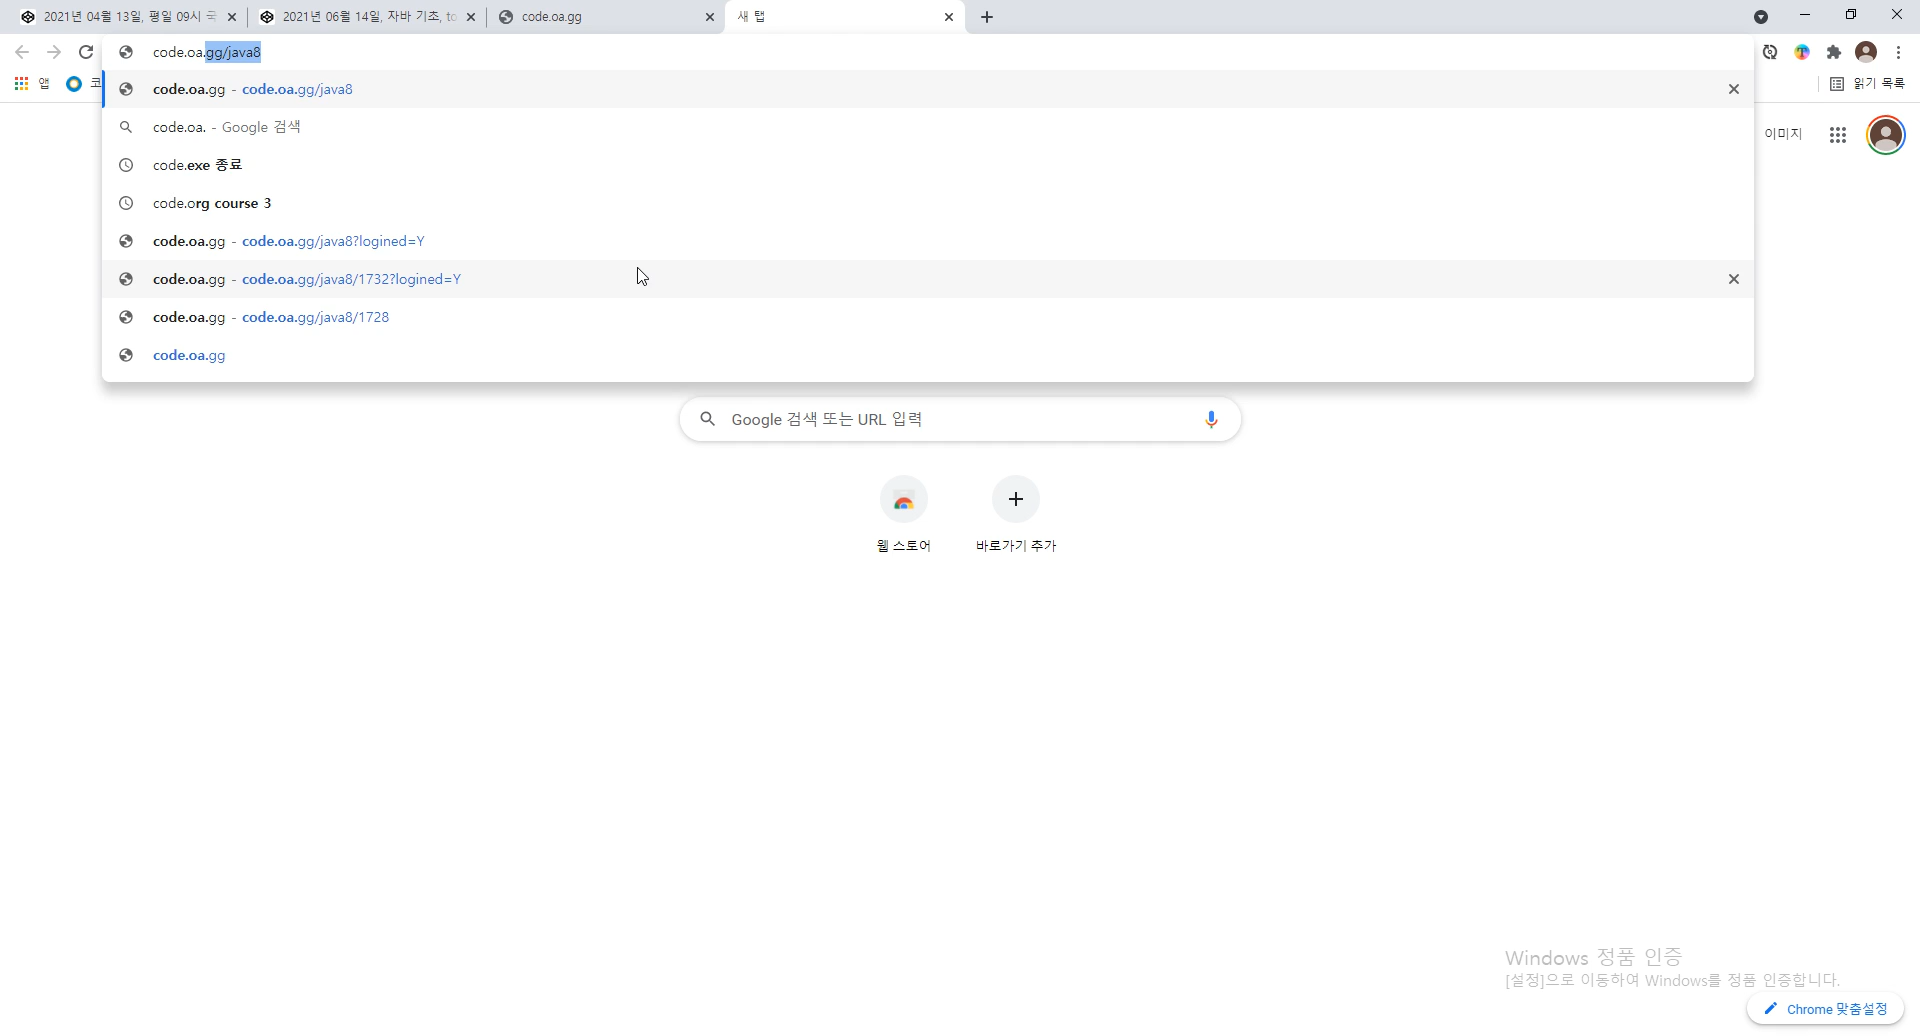 2021년 04월 13일, 평일 09시 국
2021년 06월 14일, 자바 기초, to
code.oa.gg
새 탭
code.oa.gg/java8
앱
코
읽기 목록
code.oa.gg - code.oa.gg/java8
code.oa. - Google 검색
이미지
code.exe 종료
code.org course 3
code.oa.gg - code.oa.gg/java8?logined=Y
code.oa.gg - code.oa.gg/java8/1732?logined=Y
code.oa.gg - code.oa.gg/java8/1728
code.oa.gg
Google 검색 또는 URL 입력
웹 스토어
바로가기 추가
Windows 정품 인증
[설정]으로 이동하여 Windows를 정품 인증합니다.
Chrome 맞춤설정